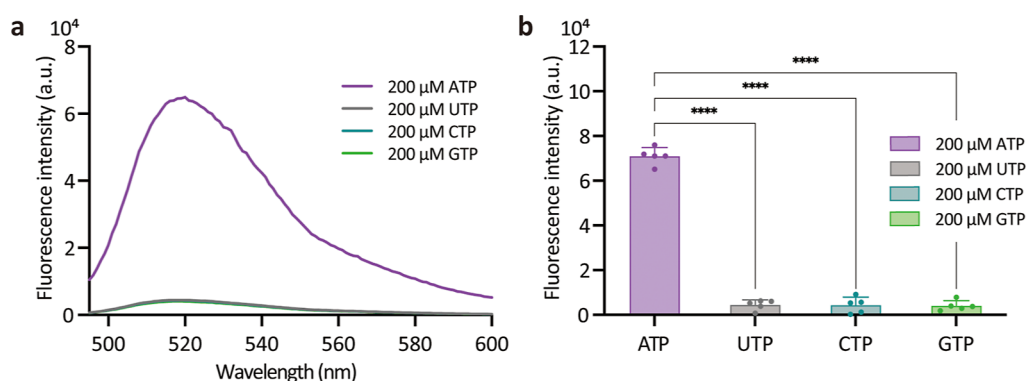 a
10⁴
Fluorescence intensity (a.u.)
8
6
4
2
0
500
520
540
560
580
600
Wavelength (nm)
200 µM ATP
200 µM UTP
200 µM CTP
200 µM GTP
b
10⁴
Fluorescence intensity (a.u.)
12
10
8
6
4
2
0
****
****
****
ATP
UTP
CTP
GTP
200 µM ATP
200 µM UTP
200 µM CTP
200 µM GTP